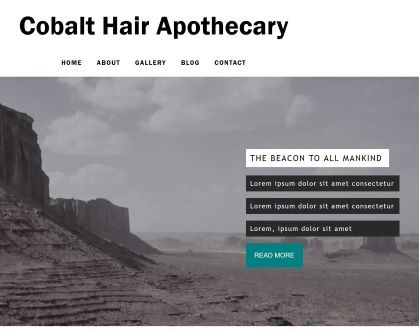 Cobalt Hair Apothecary
HOME ABOUT GALLERY BLOG CONTACT
THE BEACON TO ALL MANKIND
Lorem ipsum dolor sit amet consectetur
Lorem ipsum dolor sit amet consectetur
Lorem, ipsum dolor sit amet
READ MORE